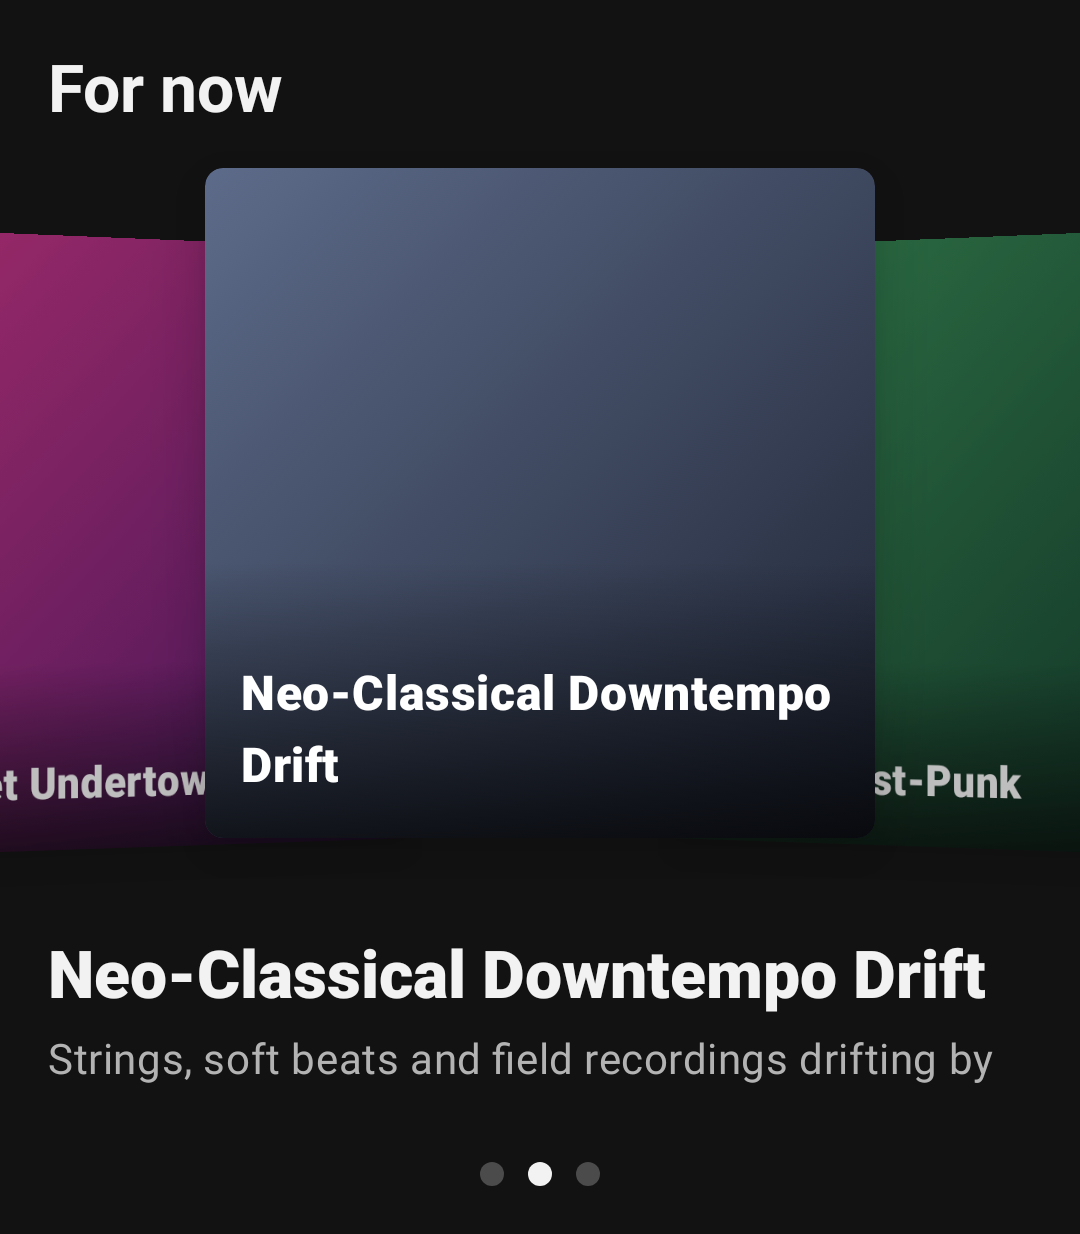 For now
Neo-Classical Downtempo
Drift
Undertow
st-Punk
Neo-Classical Downtempo Drift
Strings, soft beats and field recordings drifting by